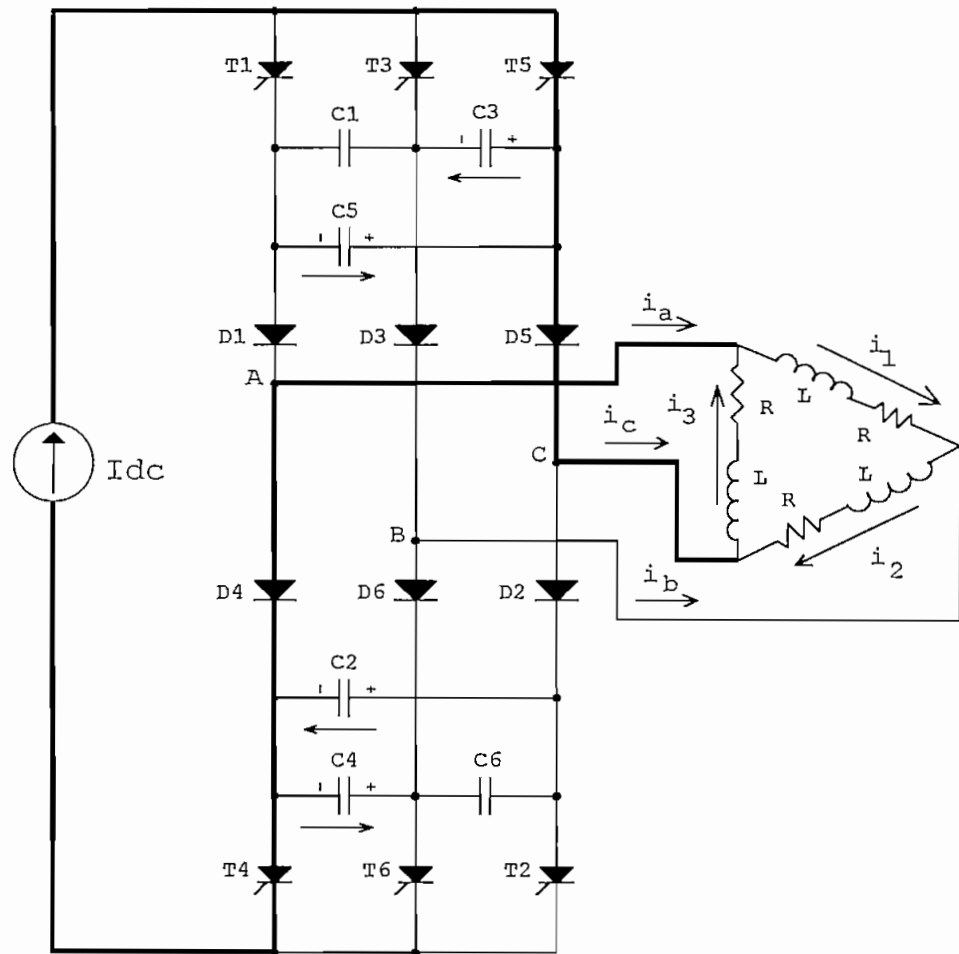 T1 T3 T5
C1 C3
- + 
C5
- +
D1 D3 D5
i_a
A
i_1
L
i_3 R
i_c R
Idc C L L
R
B
i_2
D4 D6 D2 i_b
C2
- +
C4 C6
- +
T4 T6 T2